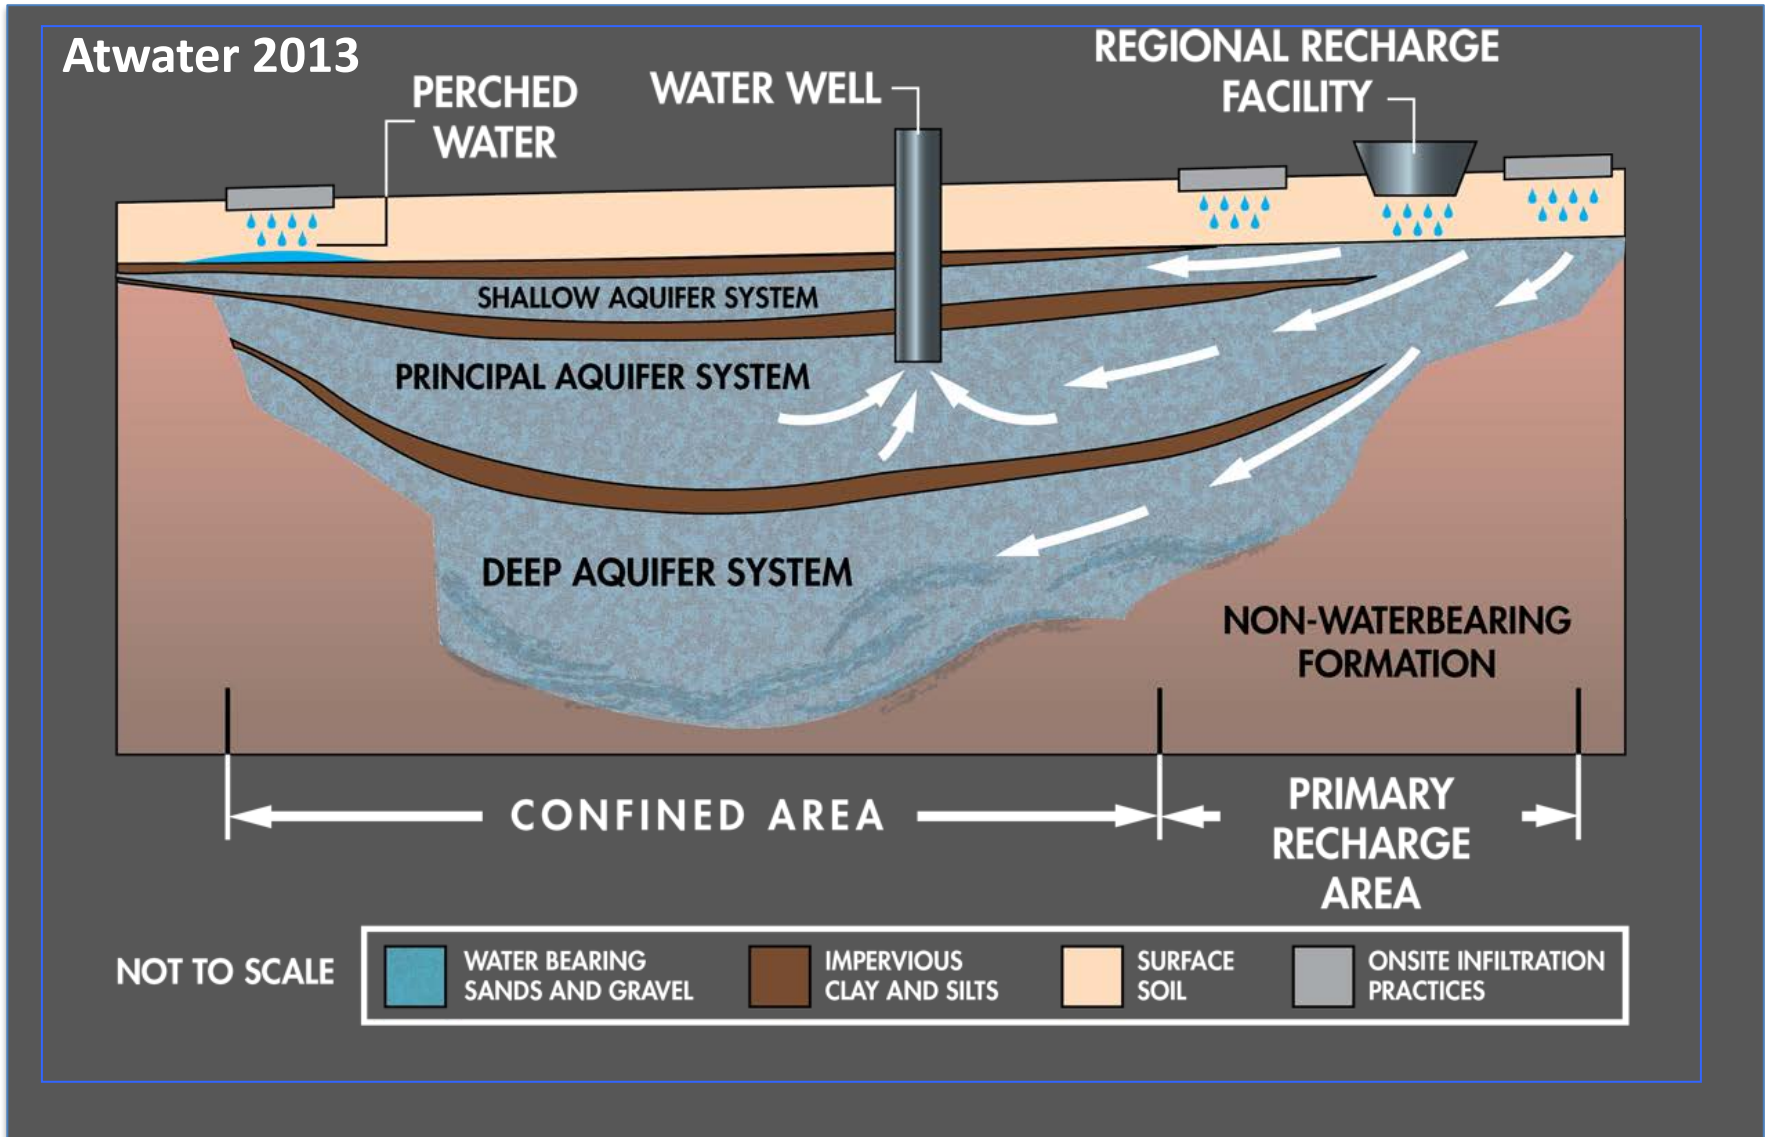 Atwater 2013
PERCHED
WATER
WATER WELL
REGIONAL RECHARGE
FACILITY
SHALLOW AQUIFER SYSTEM
PRINCIPAL AQUIFER SYSTEM
DEEP AQUIFER SYSTEM
NON-WATERBEARING
FORMATION
CONFINED AREA
PRIMARY
RECHARGE
AREA
NOT TO SCALE
WATER BEARING
SANDS AND GRAVEL
IMPERVIOUS
CLAY AND SILTS
SURFACE
SOIL
ONSITE INFILTRATION
PRACTICES